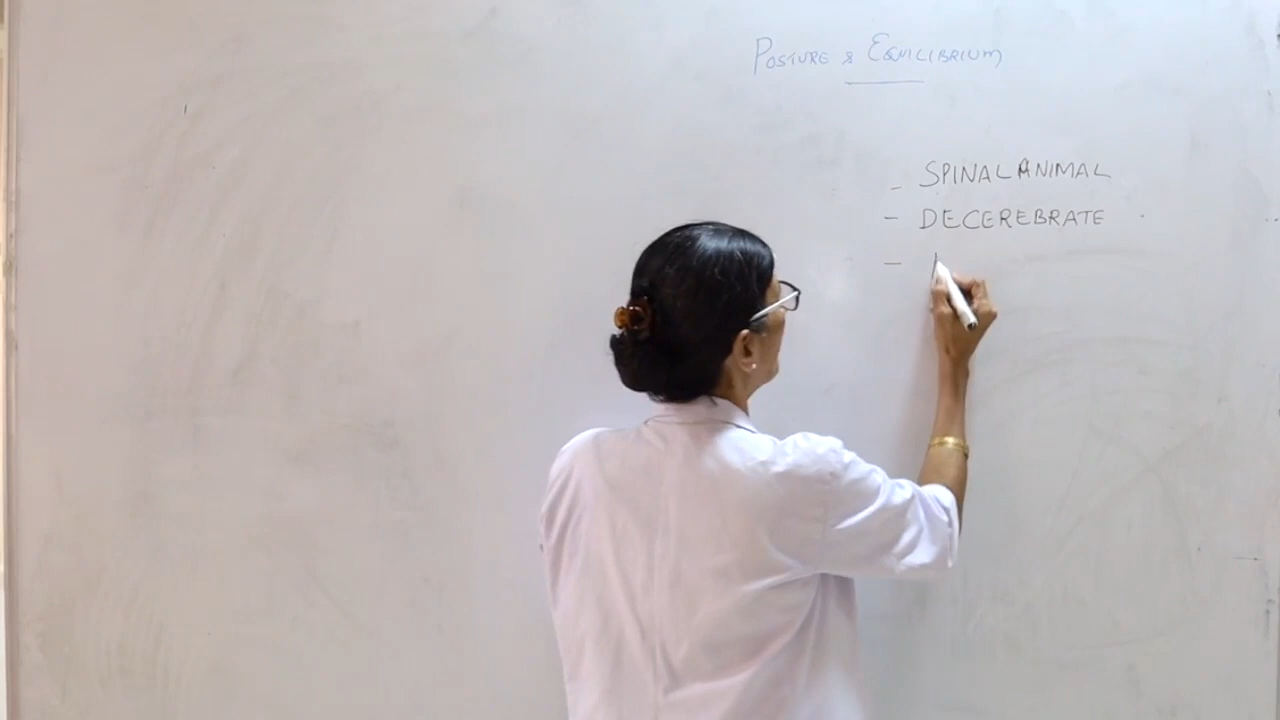 POSTURE & EQUILIBRIUM
- SPINAL ANIMAL
- DECEREBRATE
-